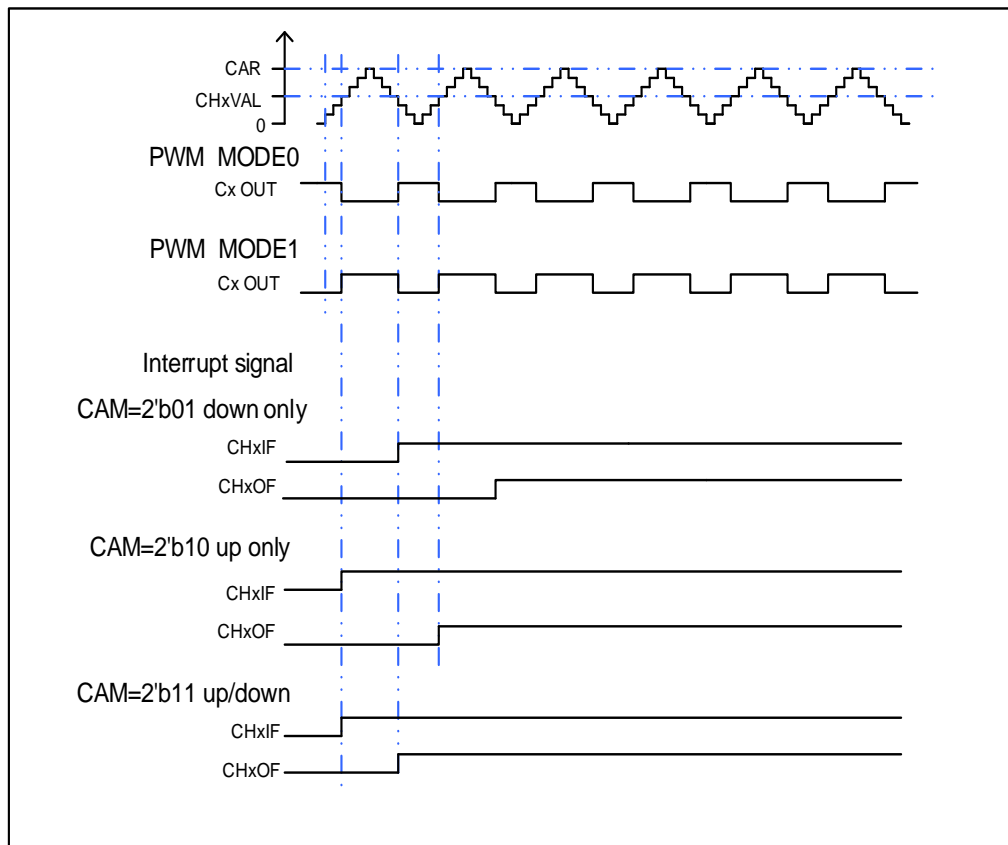 CAR
CHxVAL
0
PWM MODE0
Cx OUT
PWM MODE1
Cx OUT
Interrupt signal
CAM=2'b01 down only
CHxIF
CHxOF
CAM=2'b10 up only
CHxIF
CHxOF
CAM=2'b11 up/down
CHxIF
CHxOF